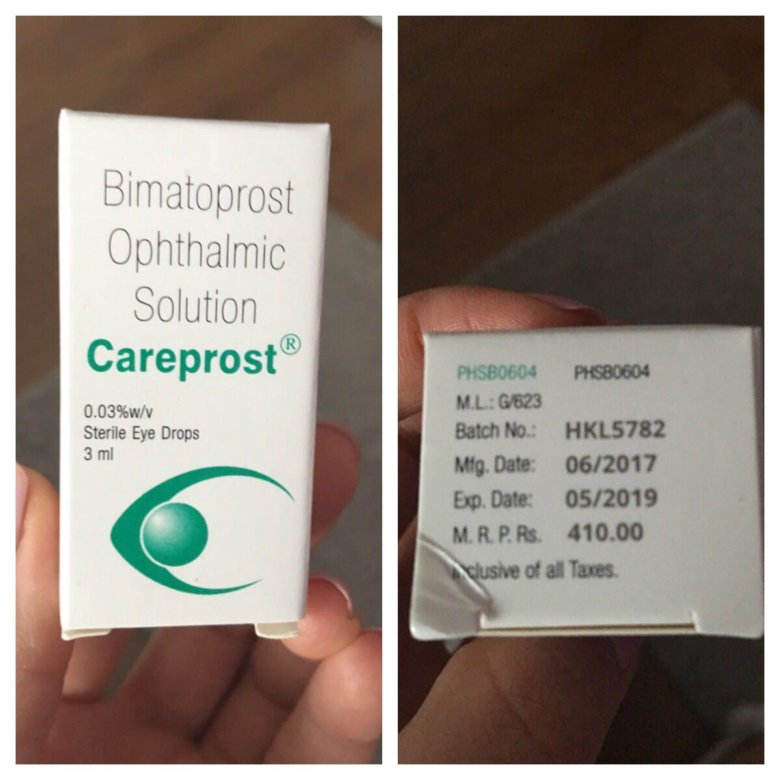 Bimatoprost
Ophthalmic
Solution
Careprost®
0.03%w/v
Sterile Eye Drops
3 ml
PHSB0604 PHSB0604
M.L.: G/623
Batch No.: HKL5782
Mfg. Date: 06/2017
Exp. Date: 05/2019
M. R. P. Rs. 410.00
Inclusive of all Taxes.